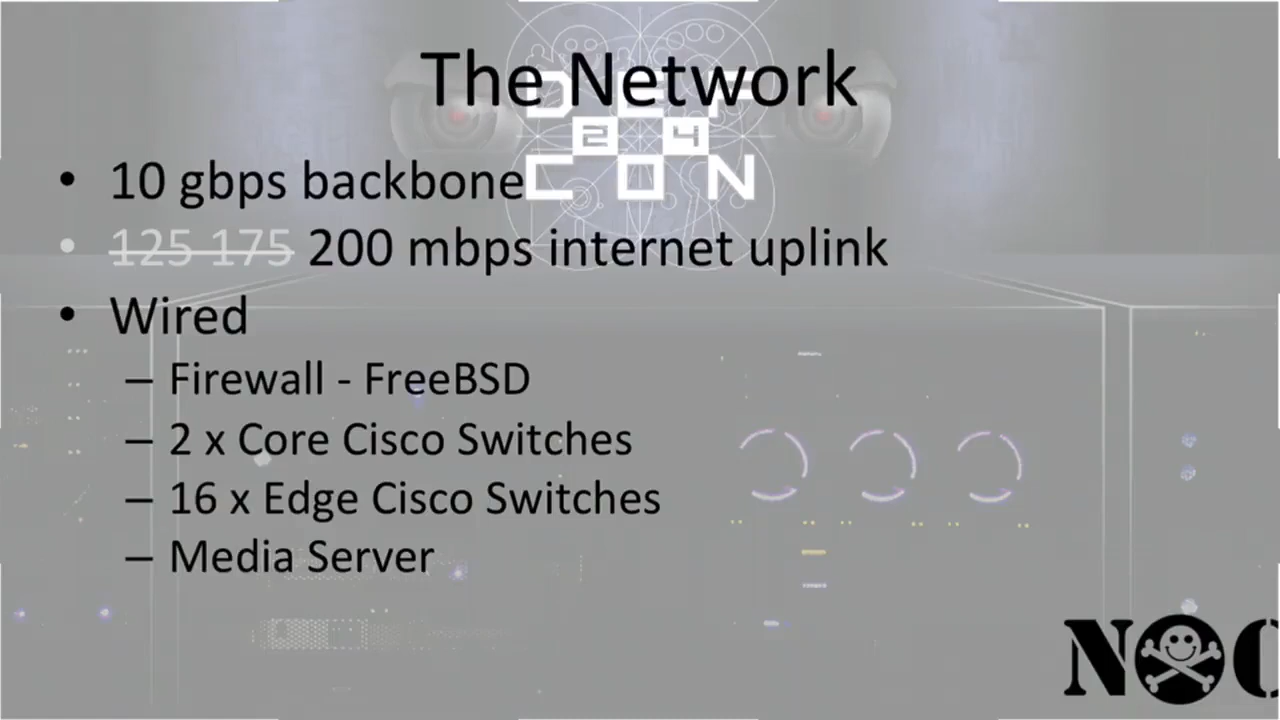 The Network
DEF
24
CON
• 10 gbps backbone
• 125 175 200 mbps internet uplink
• Wired
– Firewall - FreeBSD
– 2 x Core Cisco Switches
– 16 x Edge Cisco Switches
– Media Server
NOC